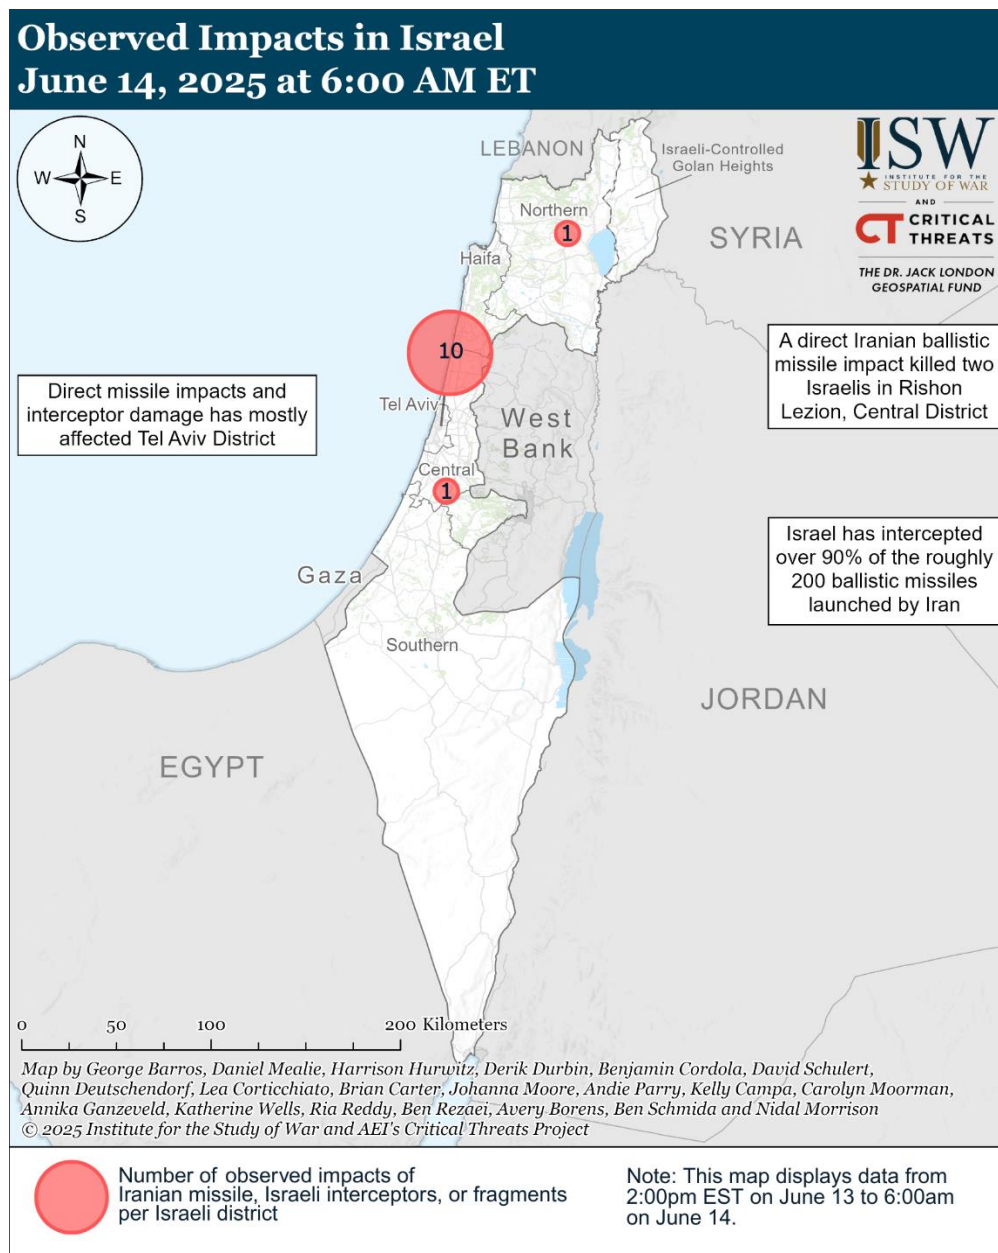 Observed Impacts in Israel
June 14, 2025 at 6:00 AM ET
N
W
E
S
LEBANON
Israeli-Controlled
Golan Heights
ISW
INSTITUTE FOR THE
STUDY OF WAR
AND
CT CRITICAL
THREATS
THE DR. JACK LONDON
GEOSPATIAL FUND
Northern
1
SYRIA
Haifa
10
A direct Iranian ballistic
missile impact killed two
Israelis in Rishon
Lezion, Central District
Direct missile impacts and
interceptor damage has mostly
affected Tel Aviv District
Tel Aviv
West
Bank
Central
1
Israel has intercepted
over 90% of the roughly
200 ballistic missiles
launched by Iran
Gaza
Southern
JORDAN
EGYPT
0 50 100 200 Kilometers
Map by George Barros, Daniel Mealie, Harrison Hurwitz, Derik Durbin, Benjamin Cordola, David Schulert,
Quinn Deutschendorf, Lea Corticchiato, Brian Carter, Johanna Moore, Andie Parry, Kelly Campa, Carolyn Moorman,
Annika Ganzeveld, Katherine Wells, Ria Reddy, Ben Rezaei, Avery Borens, Ben Schmida and Nidal Morrison
© 2025 Institute for the Study of War and AEI's Critical Threats Project
Number of observed impacts of
Iranian missile, Israeli interceptors, or fragments
per Israeli district
Note: This map displays data from
2:00pm EST on June 13 to 6:00am
on June 14.